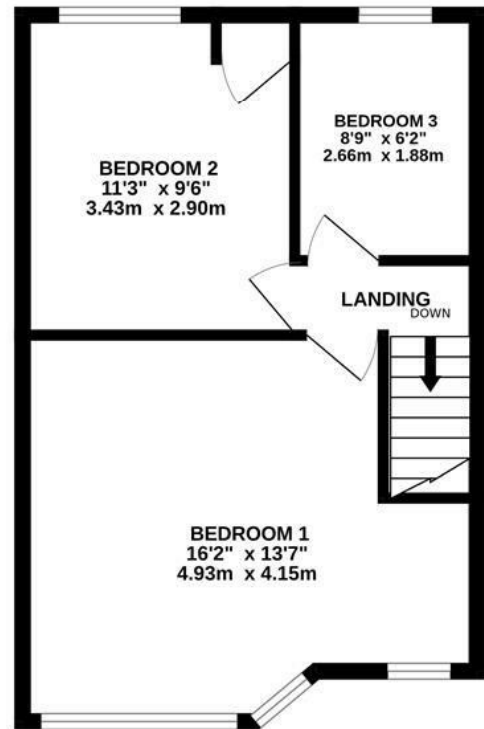 BEDROOM 3
8'9" x 6'2"
2.66m x 1.88m
BEDROOM 2
11'3" x 9'6"
3.43m x 2.90m
LANDING
DOWN
BEDROOM 1
16'2" x 13'7"
4.93m x 4.15m